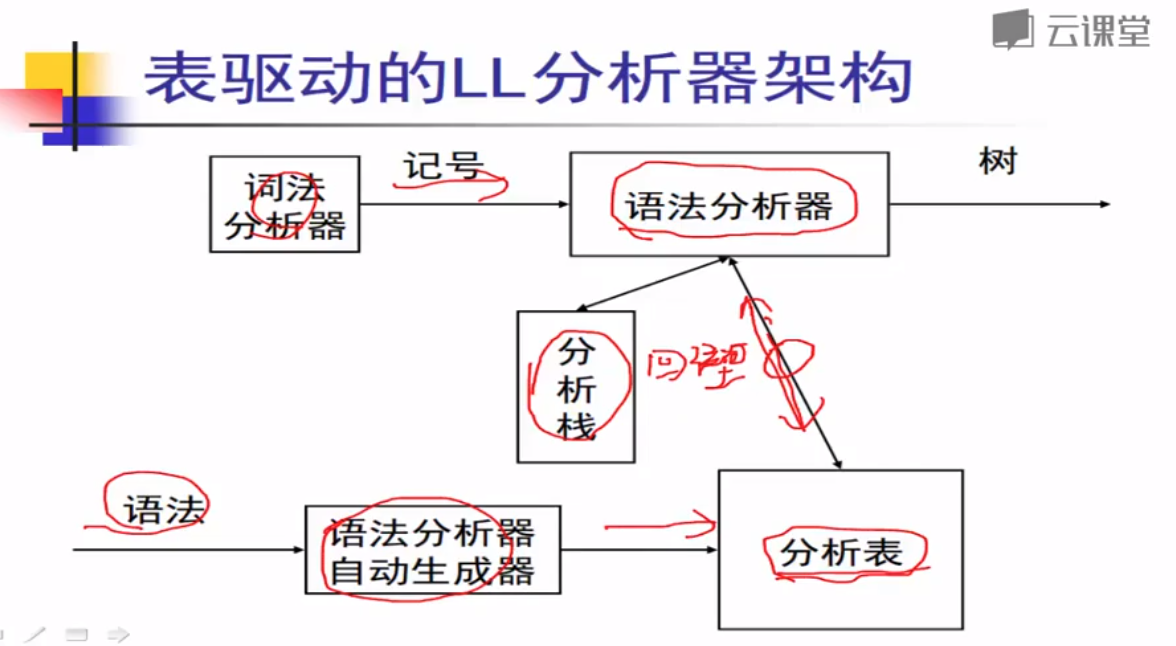 云课堂
表驱动的LL分析器架构
词法
分析器
记号
语法分析器
树
分
析
栈
回溯
语法
语法分析器
自动生成器
分析表